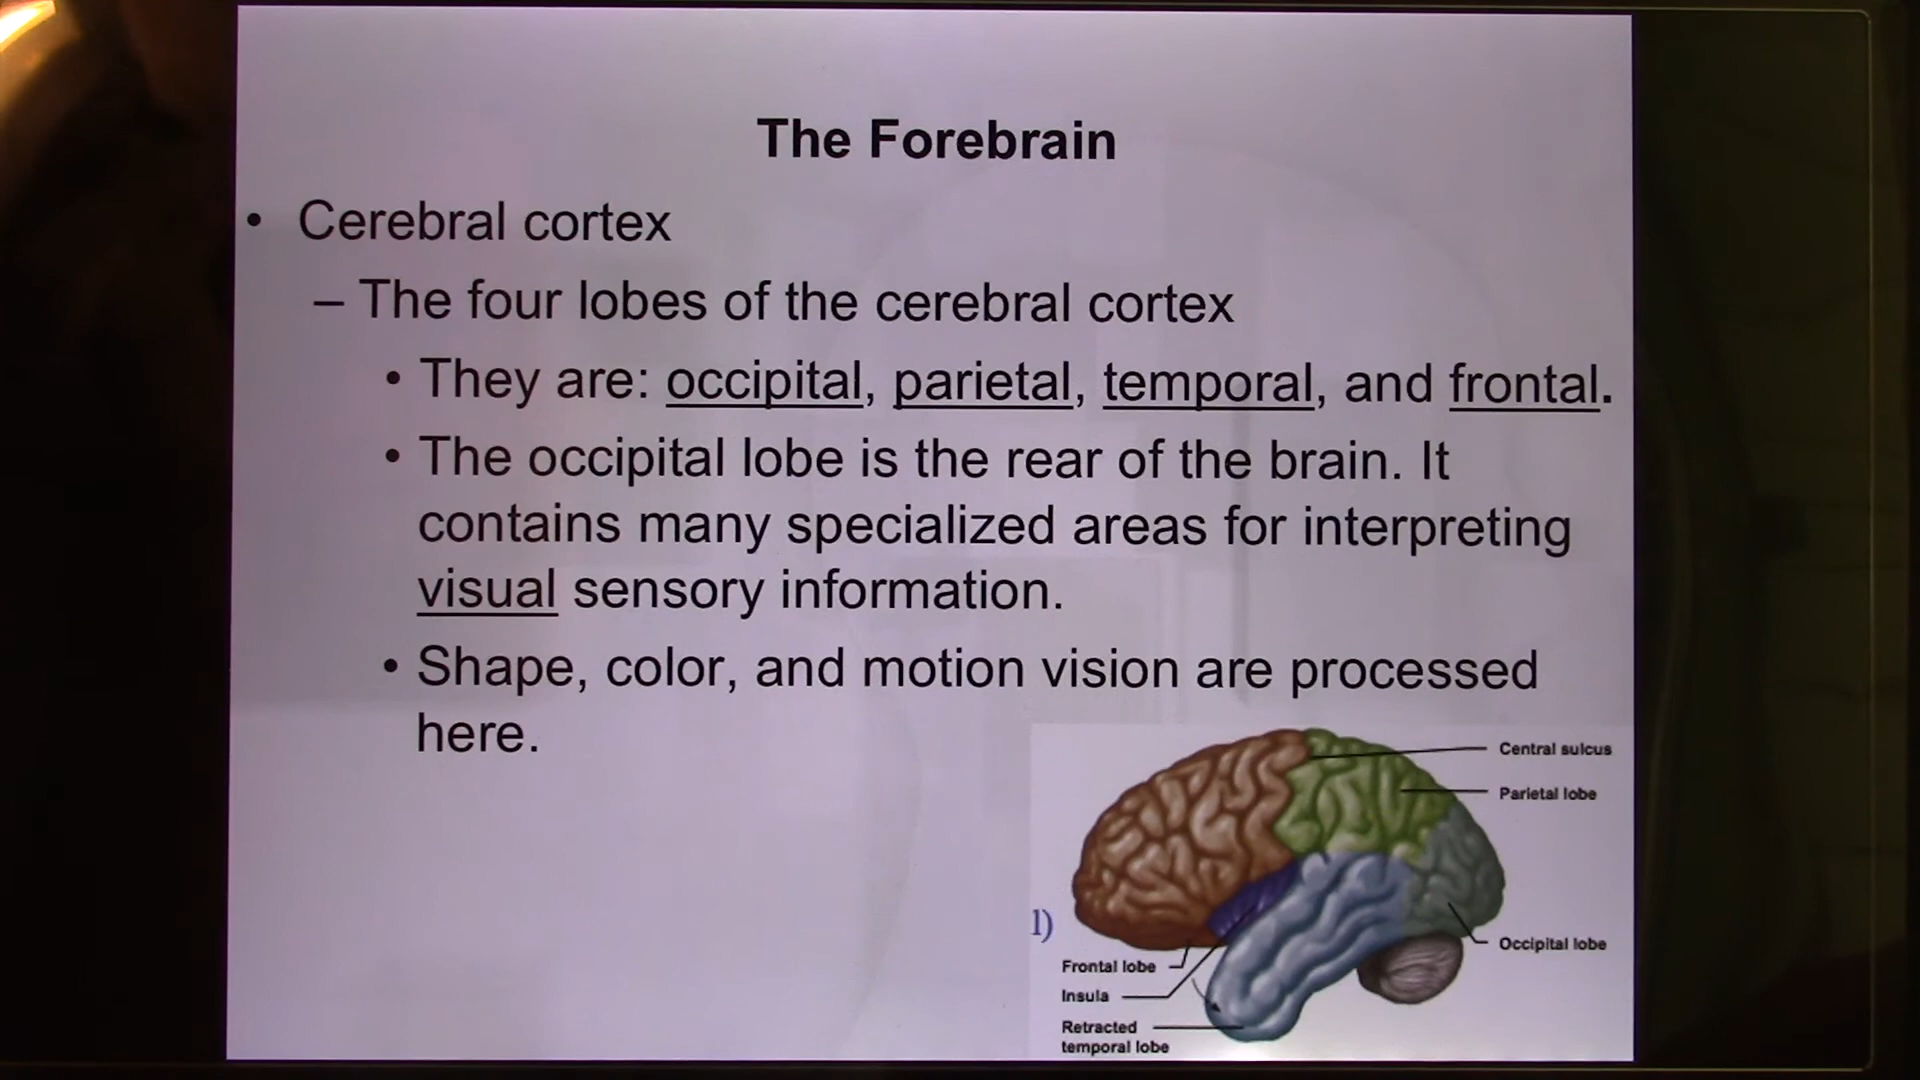 The Forebrain
• Cerebral cortex
– The four lobes of the cerebral cortex
• They are: occipital, parietal, temporal, and frontal.
• The occipital lobe is the rear of the brain. It
contains many specialized areas for interpreting
visual sensory information.
• Shape, color, and motion vision are processed
here.
Central sulcus
Parietal lobe
l)
Occipital lobe
Frontal lobe
Insula
Retracted
temporal lobe